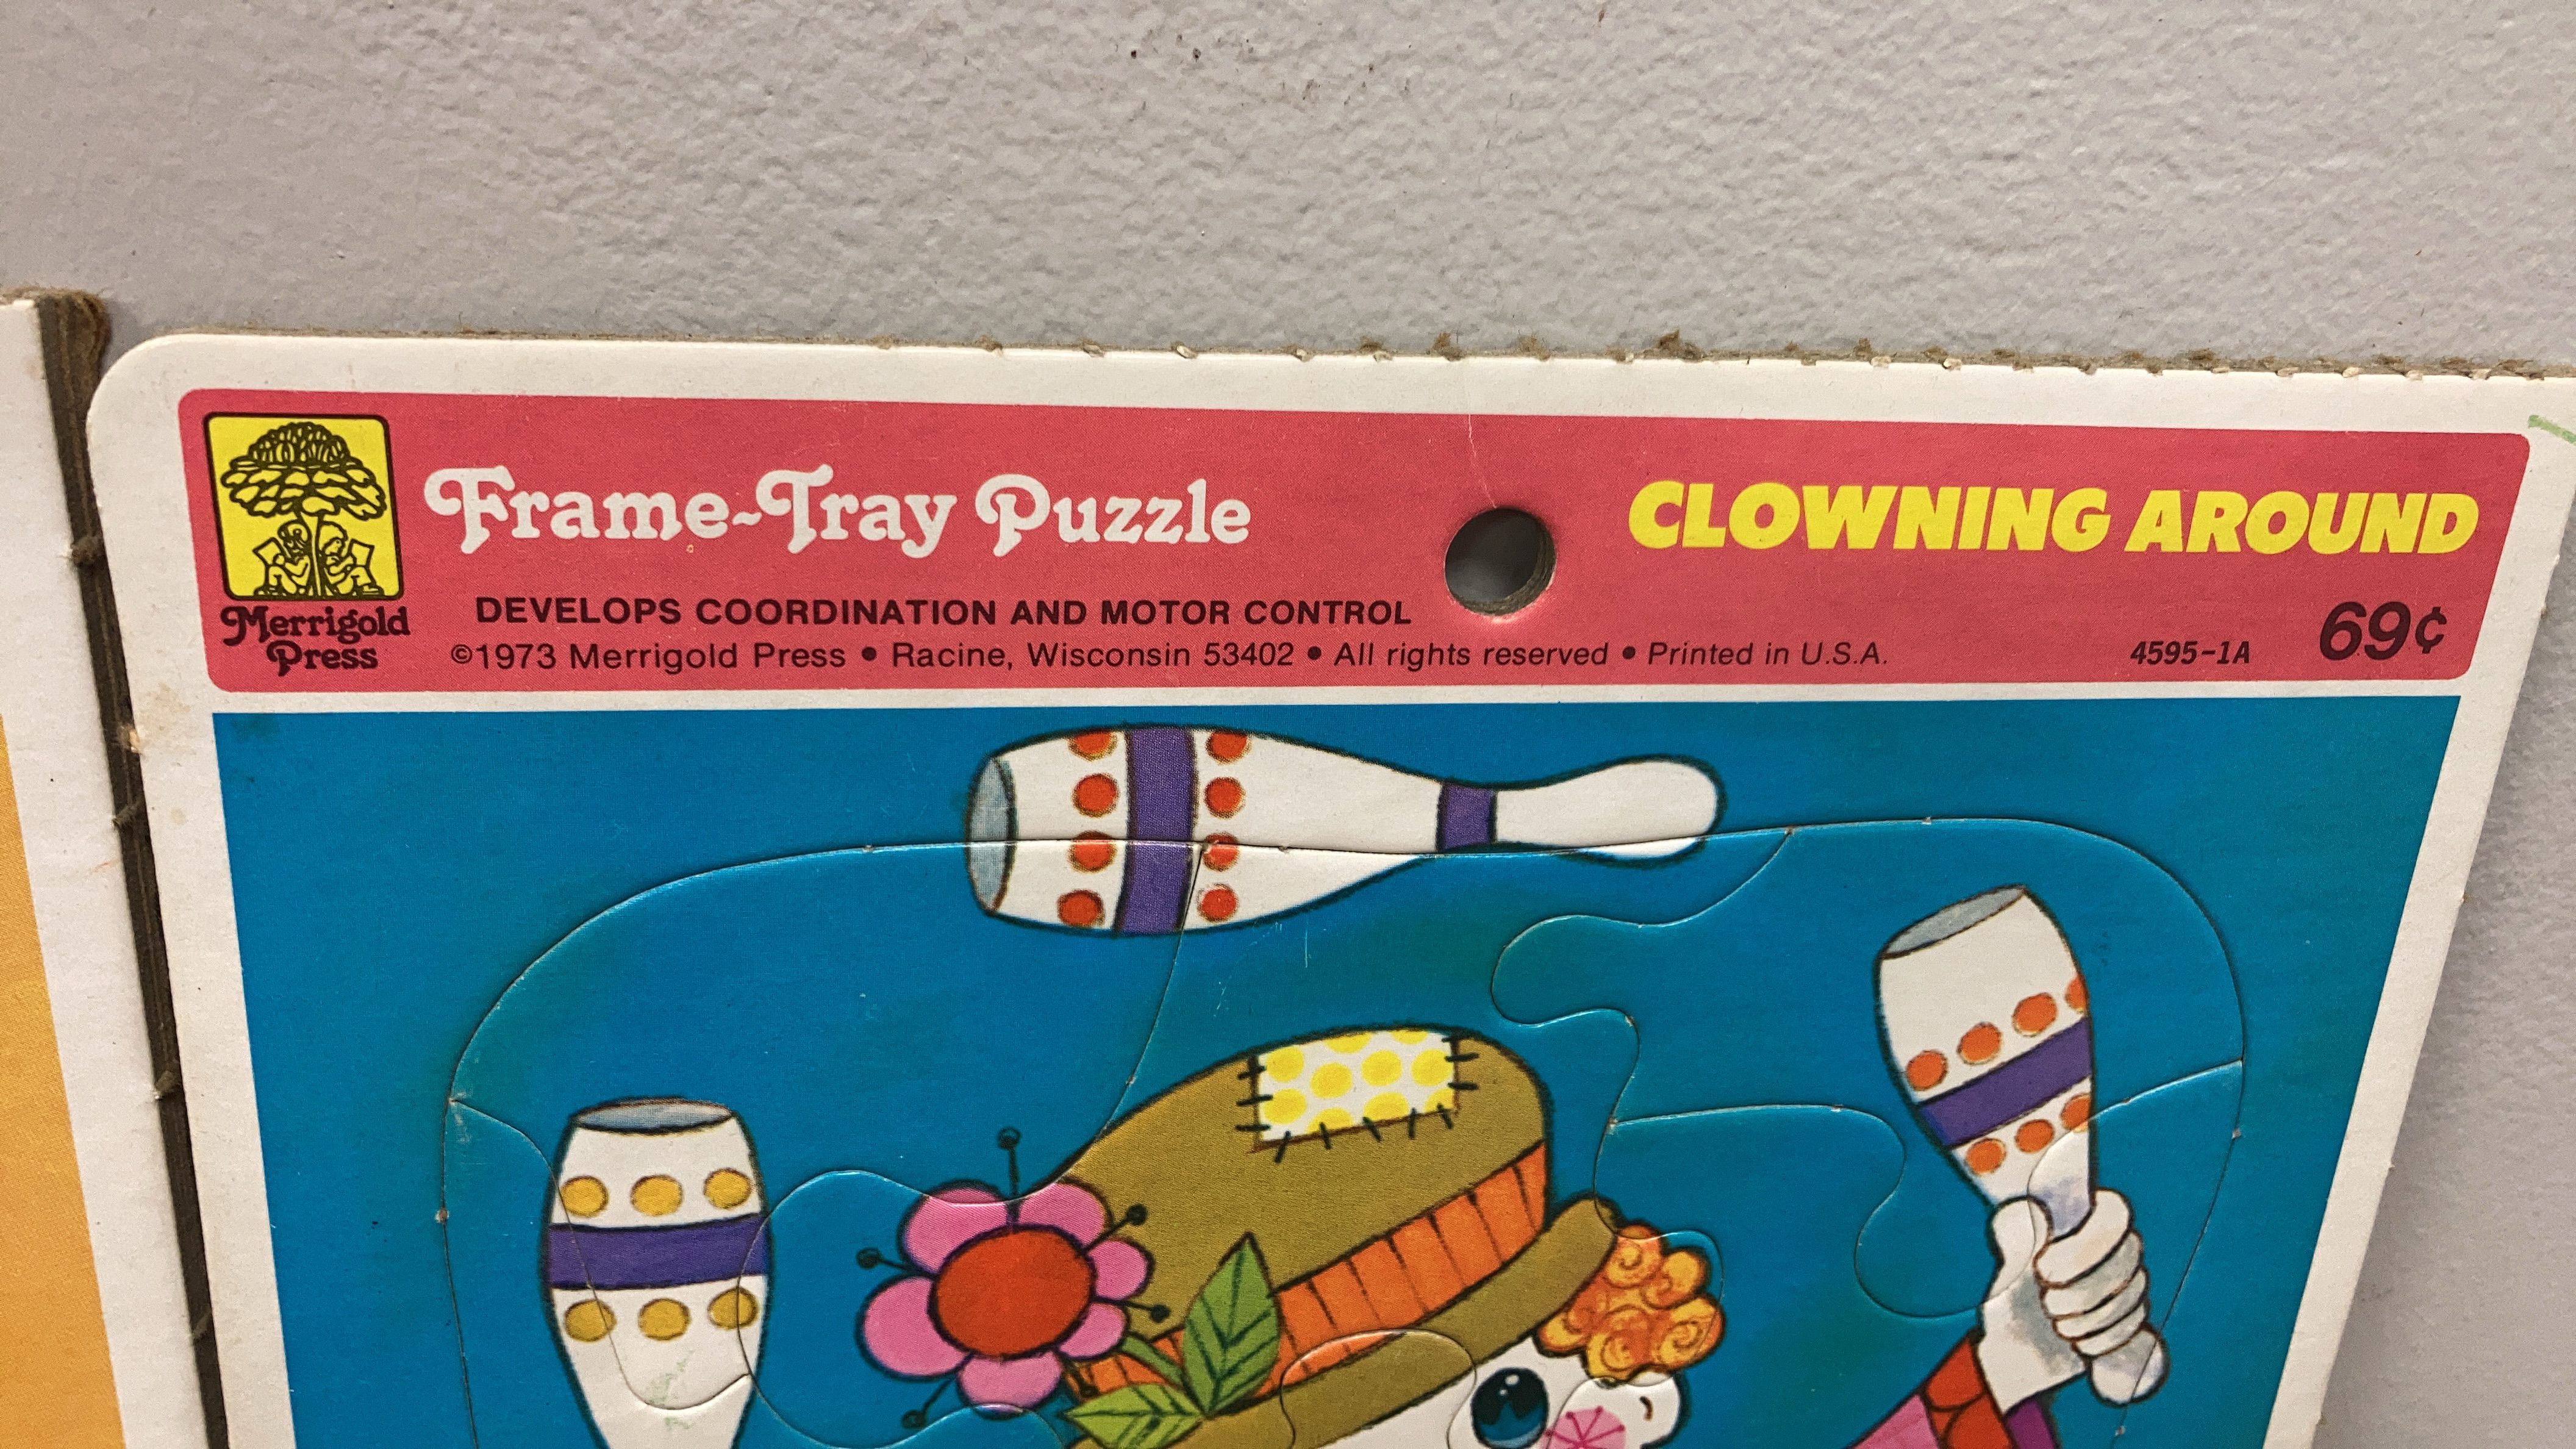 Frame-Tray Puzzle
CLOWNING AROUND
Merrigold
Press
DEVELOPS COORDINATION AND MOTOR CONTROL
©1973 Merrigold Press • Racine, Wisconsin 53402 • All rights reserved • Printed in U.S.A.
4595-1A
69¢